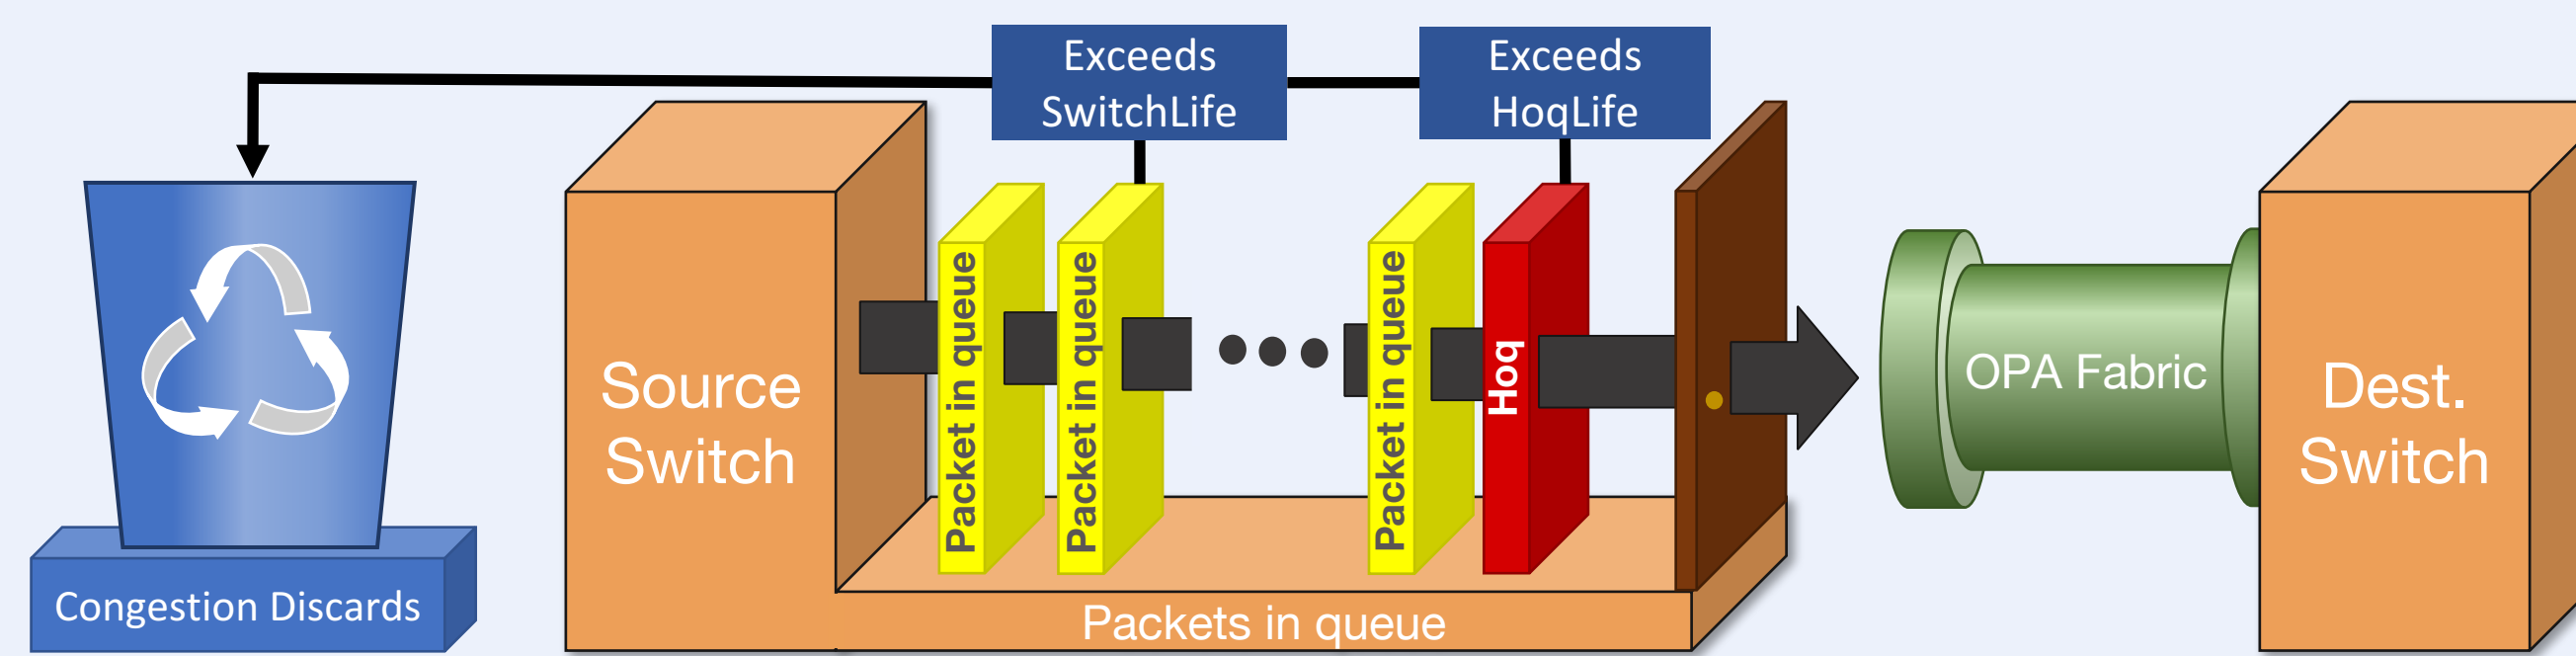 Exceeds
SwitchLife
Exceeds
HoqLife
Source
Switch
Packet in queue
Packet in queue
Packet in queue
Hoq
OPA Fabric
Dest.
Switch
Congestion Discards
Packets in queue